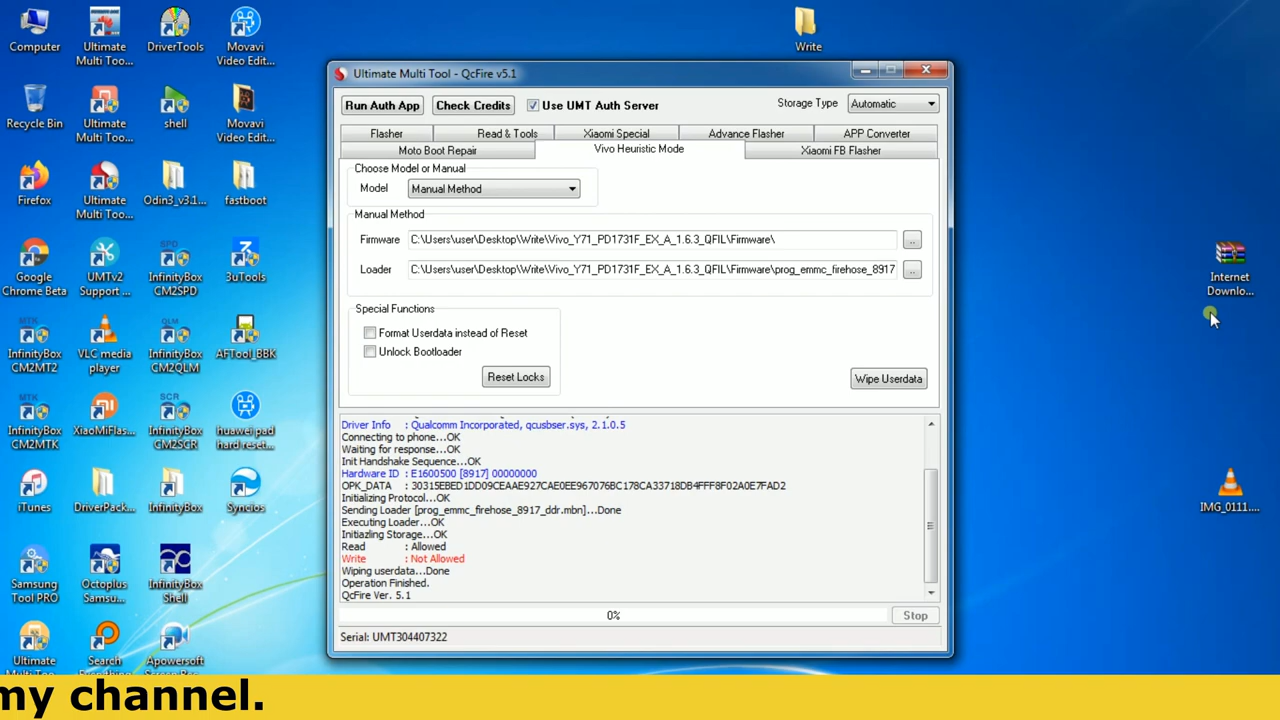 Computer
Ultimate
Multi Too...
DriverTools
Movavi
Video Edit...
Write
Recycle Bin
Ultimate
Multi Too...
shell
Movavi
Video Edit...
Firefox
Ultimate
Multi Too...
Odin3_v3.1...
fastboot
Google
Chrome Beta
UMTv2
Support ...
SPD
InfinityBox
CM2SPD
3uTools
MTK
InfinityBox
CM2MT2
VLC media
player
QLM
InfinityBox
CM2QLM
AFTool_BBK
MTK
InfinityBox
CM2MTK
XiaoMiFlas...
SCR
InfinityBox
CM2SCR
huawei pad
hard reset...
iTunes
DriverPack...
InfinityBox
Syncios
Samsung
Tool PRO
Octoplus
Samsu...
InfinityBox
Shell
Ultimate
Multi Too...
Search
Everything
Apowersoft
Internet
Downlo...
IMG_0111....
Ultimate Multi Tool - QcFire v5.1
Run Auth App
Check Credits
Use UMT Auth Server
Storage Type
Automatic
Flasher
Read & Tools
Xiaomi Special
Advance Flasher
APP Converter
Moto Boot Repair
Vivo Heuristic Mode
Xiaomi FB Flasher
Choose Model or Manual
Model
Manual Method
Manual Method
Firmware
C:\Users\user\Desktop\Write\Vivo_Y71_PD1731F_EX_A_1.6.3_QFIL\Firmware\
..
Loader
C:\Users\user\Desktop\Write\Vivo_Y71_PD1731F_EX_A_1.6.3_QFIL\Firmware\prog_emmc_firehose_8917
..
Special Functions
Format Userdata instead of Reset
Unlock Bootloader
Reset Locks
Wipe Userdata
Driver Info : Qualcomm Incorporated, qcusbser.sys, 2.1.0.5
Connecting to phone...OK
Waiting for response...OK
Init Handshake Sequence...OK
Hardware ID : E1600500 [8917] 00000000
OPK_DATA : 30315EBED1DD09CEAAE927CAE0EE967076BC178CA33718DB4FFF8F02A0E7FAD2
Initializing Protocol...OK
Sending Loader [prog_emmc_firehose_8917_ddr.mbn]...Done
Executing Loader...OK
Initiazling Storage...OK
Read : Allowed
Write : Not Allowed
Wiping userdata...Done
Operation Finished.
QcFire Ver. 5.1
0%
Stop
Serial: UMT304407322
my channel.